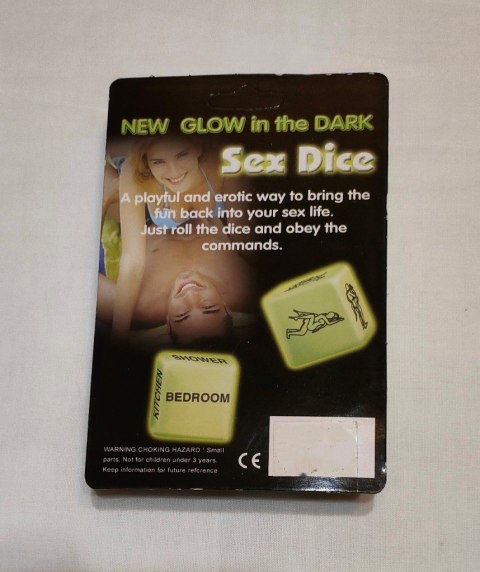 NEW GLOW in the DARK
Sex Dice
A playful and erotic way to bring the
fun back into your sex life.
Just roll the dice and obey the
commands.
SHOWER
KITCHEN
BEDROOM
WARNING CHOKING HAZARD ! Small
parts. Not for children under 3 years.
Keep information for future reference
CE